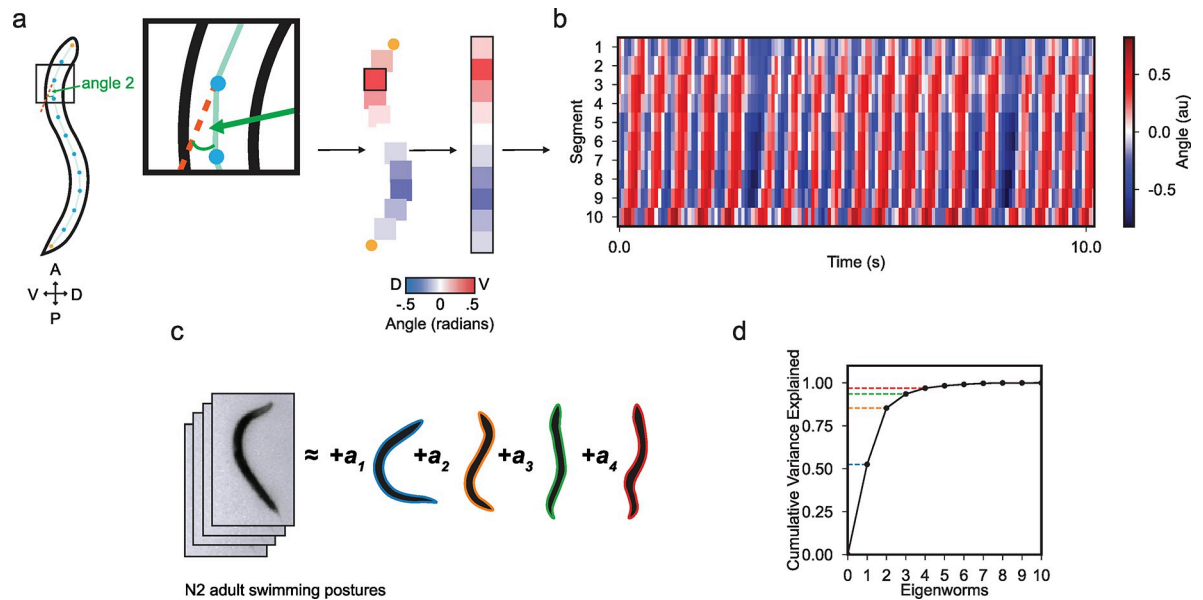 a
angle 2
A
V D
P
D V
-.5 0 .5
Angle (radians)
b
Segment
1
2
3
4
5
6
7
8
9
10
0.0 10.0
Time (s)
0.5
0.0
-0.5
Angle (au)
c
≈ +a1 +a2 +a3 +a4
N2 adult swimming postures
d
Cumulative Variance Explained
1.00
0.75
0.50
0.25
0.00
0 1 2 3 4 5 6 7 8 9 10
Eigenworms